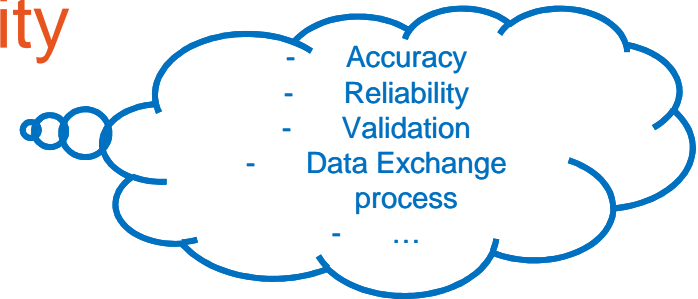 ity
- Accuracy
- Reliability
- Validation
- Data Exchange
process
- …